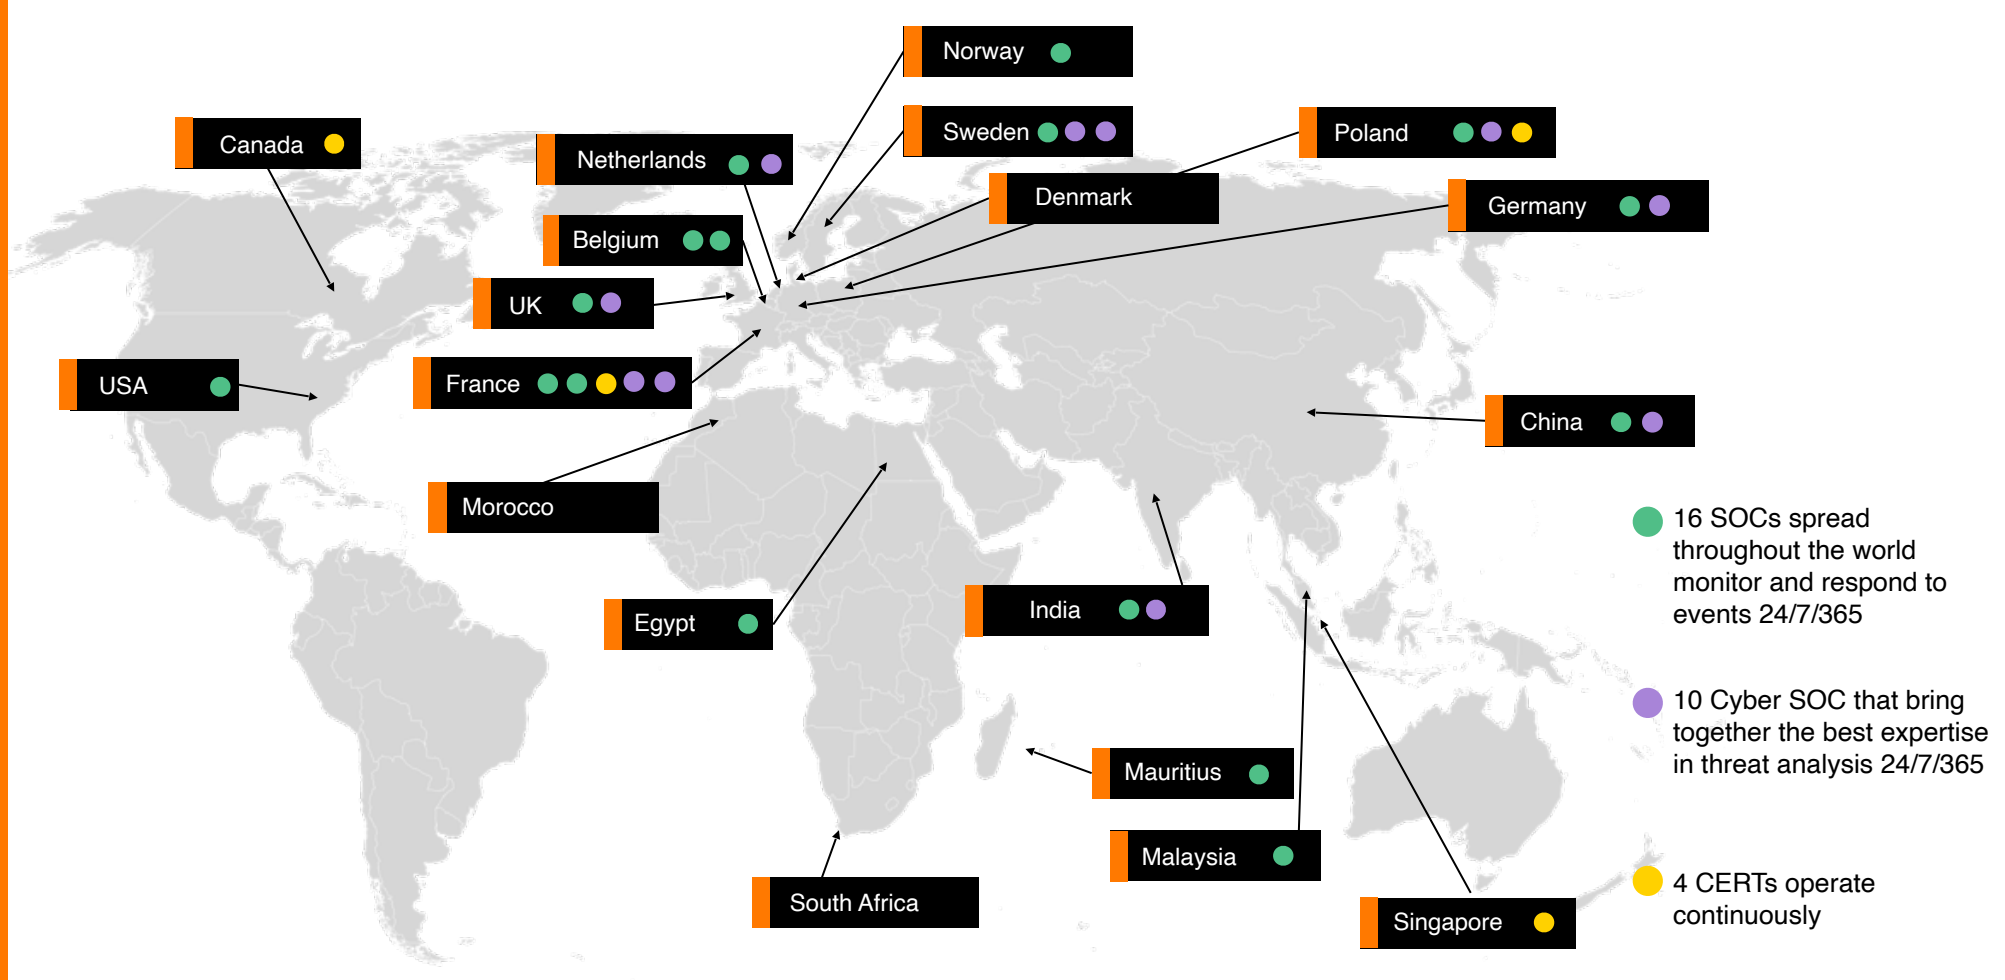 Norway
Canada
Sweden
Poland
Netherlands
Denmark
Germany
Belgium
UK
USA
France
China
Morocco
16 SOCs spread
throughout the world
monitor and respond to
events 24/7/365
India
Egypt
10 Cyber SOC that bring
together the best expertise
in threat analysis 24/7/365
Mauritius
Malaysia
South Africa
4 CERTs operate
continuously
Singapore